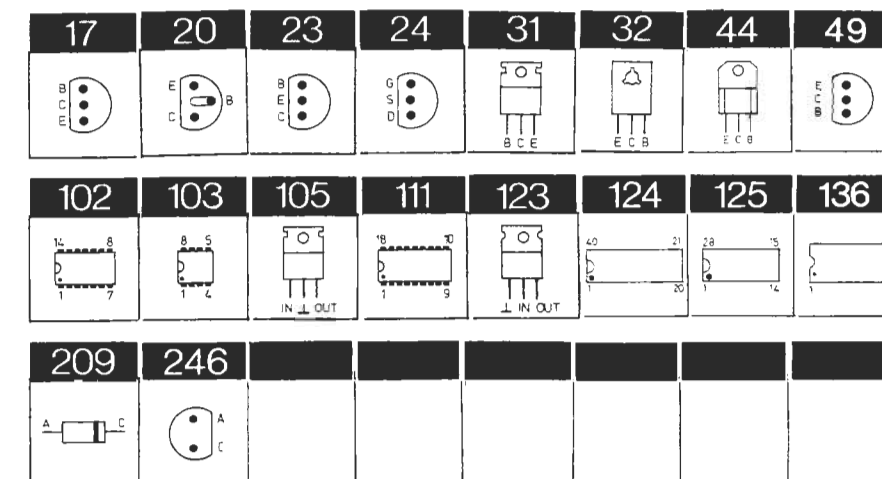 17 20 23 24 31 32 44 49
B C E
E B C
B E C
G S D
B C E
E C B
E C B
E C B
102 103 105 111 123 124 125 136
14 8 1 7
8 5 1 4
IN ⊥ OUT
18 10 1 9
⊥ IN OUT
40 21 1 20
28 15 1 14
1
209 246
A C
A C